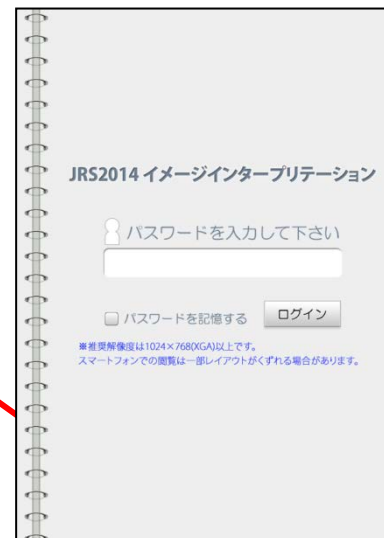 JRS2014 イメージインタープリテーション
パスワードを入力して下さい
パスワードを記憶する
ログイン
※推奨解像度は1024×768(XGA)以上です。
スマートフォンでの閲覧は一部レイアウトがくずれる場合があります。